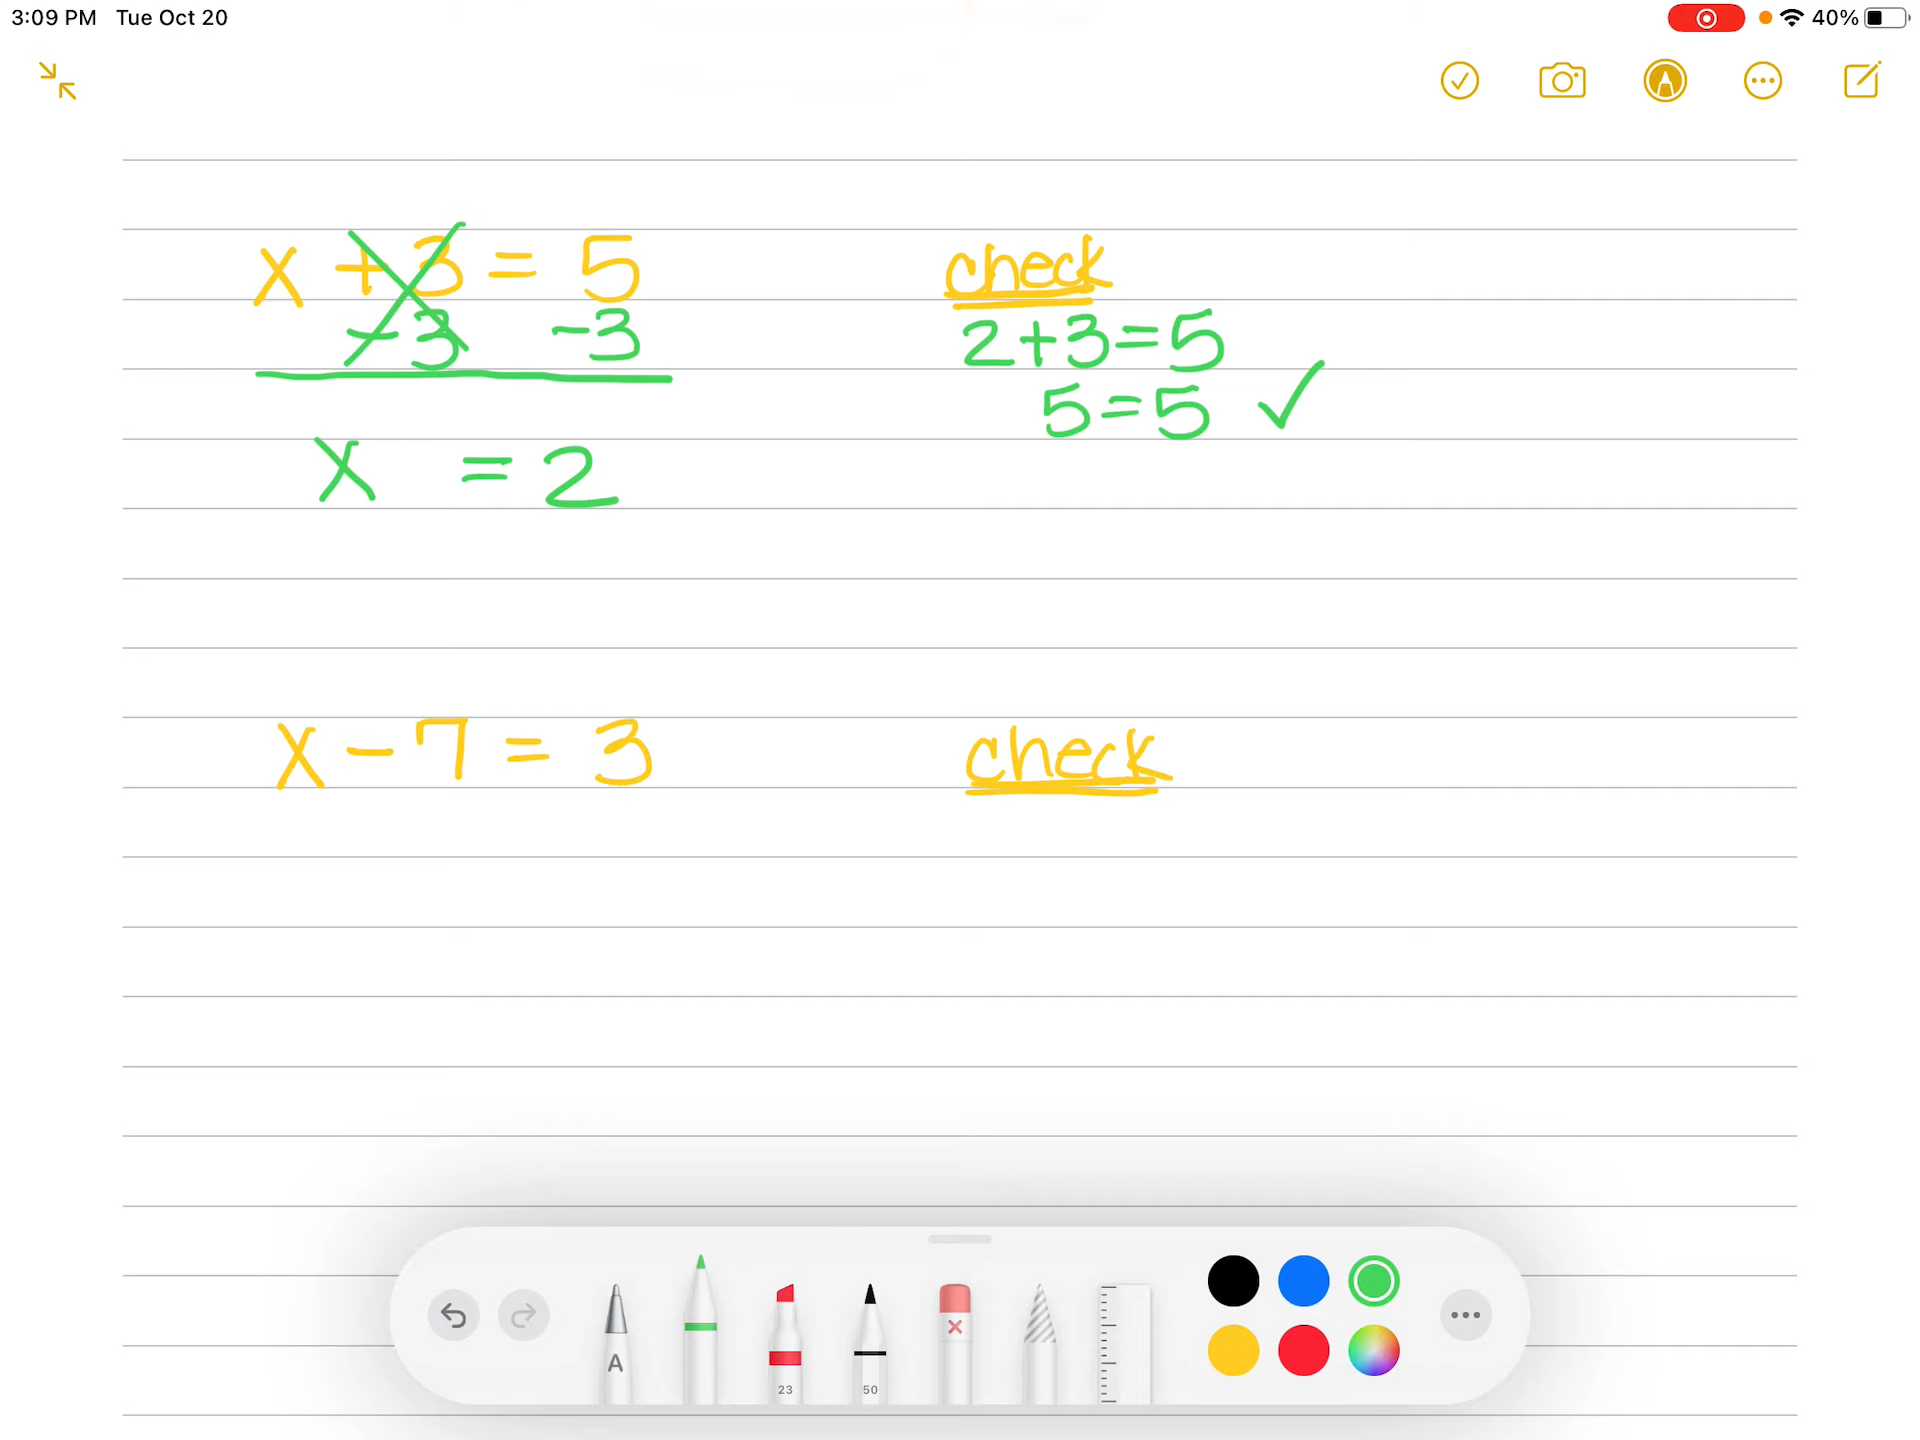 3:09 PM Tue Oct 20 40%
x + 3 = 5
- 3 - 3
x = 2
check
2+3=5
5=5 ✓
x - 7 = 3
check
A
23
50